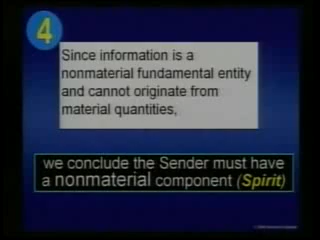 4
Since information is a
nonmaterial fundamental entity
and cannot originate from
material quantities,
we conclude the Sender must have
a nonmaterial component (Spirit)